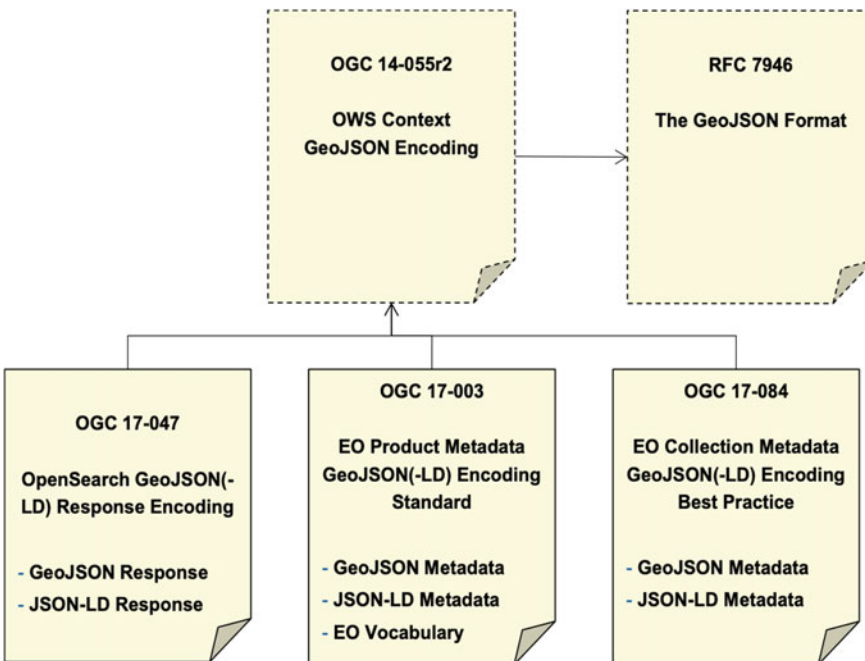 OGC 14-055r2
OWS Context
GeoJSON Encoding
RFC 7946
The GeoJSON Format
OGC 17-047
OpenSearch GeoJSON(-
LD) Response Encoding
- GeoJSON Response
- JSON-LD Response
OGC 17-003
EO Product Metadata
GeoJSON(-LD) Encoding
Standard
- GeoJSON Metadata
- JSON-LD Metadata
- EO Vocabulary
OGC 17-084
EO Collection Metadata
GeoJSON(-LD) Encoding
Best Practice
- GeoJSON Metadata
- JSON-LD Metadata